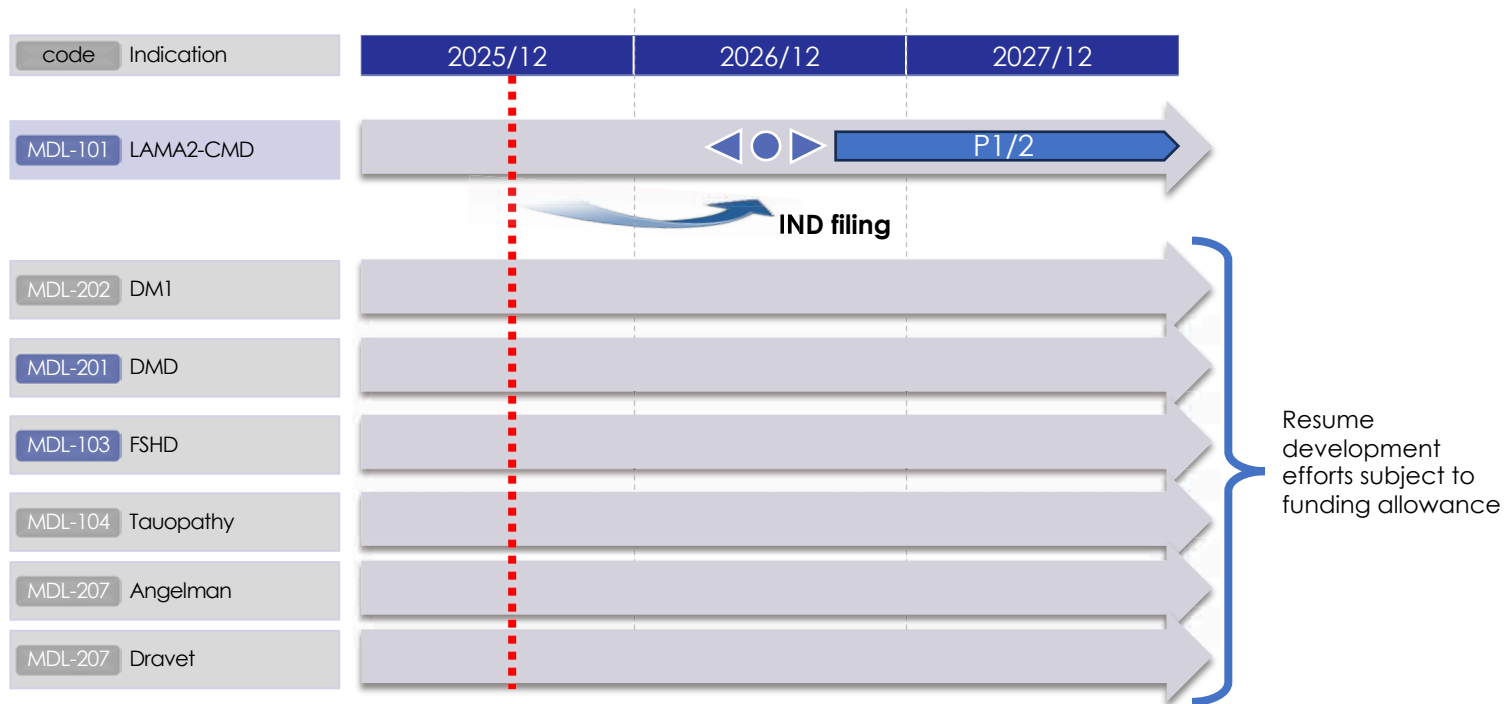 code Indication 2025/12 2026/12 2027/12
MDL-101 LAMA2-CMD P1/2
IND filing
MDL-202 DM1
MDL-201 DMD
MDL-103 FSHD
MDL-104 Tauopathy
MDL-207 Angelman
MDL-207 Dravet
Resume
development
efforts subject to
funding allowance